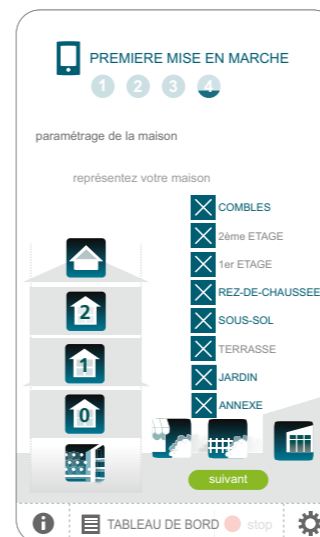 PREMIERE MISE EN MARCHE
1 2 3 4
paramétrage de la maison
représentez votre maison
COMBLES
2ème ETAGE
1er ETAGE
REZ-DE-CHAUSSEE
SOUS-SOL
TERRASSE
JARDIN
ANNEXE
2
1
0
suivant
TABLEAU DE BORD stop